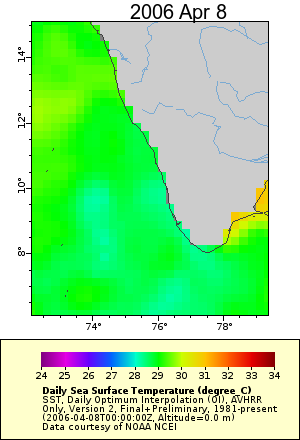 2006 Apr 8
14°
12°
10°
8°
74°
76°
78°
24 25 26 27 28 29 30 31 32 33 34
Daily Sea Surface Temperature (degree_C)
SST, Daily Optimum Interpolation (OI), AVHRR
Only, Version 2, Final+Preliminary, 1981-present
(2006-04-08T00:00:00Z, Altitude=0.0 m)
Data courtesy of NOAA NCEI